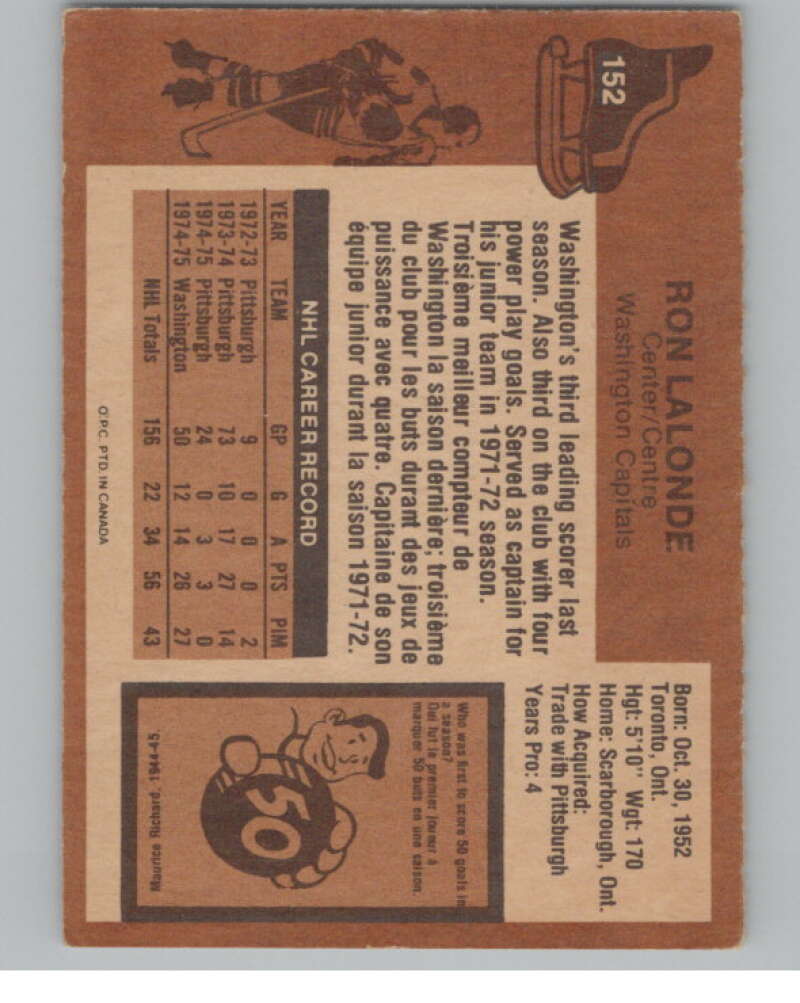 152
RON LALONDE
Center/Centre
Washington Capitals
Born: Oct. 30, 1952
Toronto, Ont.
Hgt: 5'10" Wgt: 170
Home: Scarborough, Ont.
How Acquired:
Trade with Pittsburgh
Years Pro: 4
Washington's third leading scorer last
season. Also third on the club with four
power play goals. Served as captain for
his junior team in 1971-72 season.
Troisième meilleur compteur de
Washington la saison dernière; troisième
du club pour les buts durant des jeux de
puissance avec quatre. Capitaine de son
équipe junior durant la saison 1971-72.
NHL CAREER RECORD
YEAR TEAM GP G A PTS PIM
1972-73 Pittsburgh 9 0 0 0 2
1973-74 Pittsburgh 73 10 17 27 14
1974-75 Pittsburgh 24 0 3 3 0
1974-75 Washington 50 12 14 26 27
NHL Totals 156 22 34 56 43
Who was first to score 50 goals in
a season?
Qui fut le premier joueur à
marquer 50 buts en une saison.
50
Maurice Richard, 1944-45.
O.P.C. PTD. IN CANADA